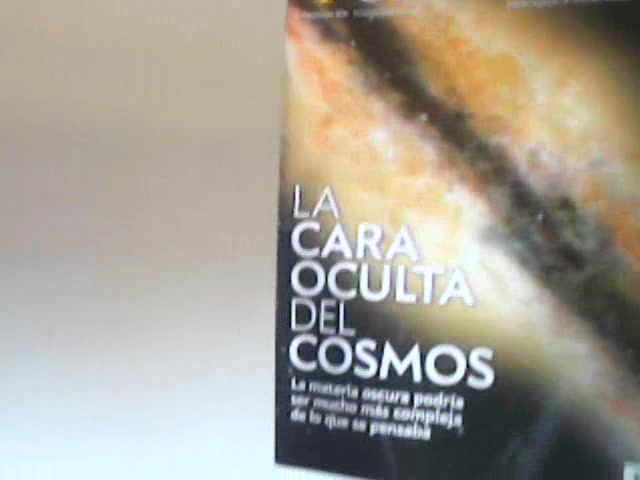 LA
CARA
OCULTA
DEL
COSMOS
La materia oscura podría
ser mucho más compleja
de lo que se pensaba